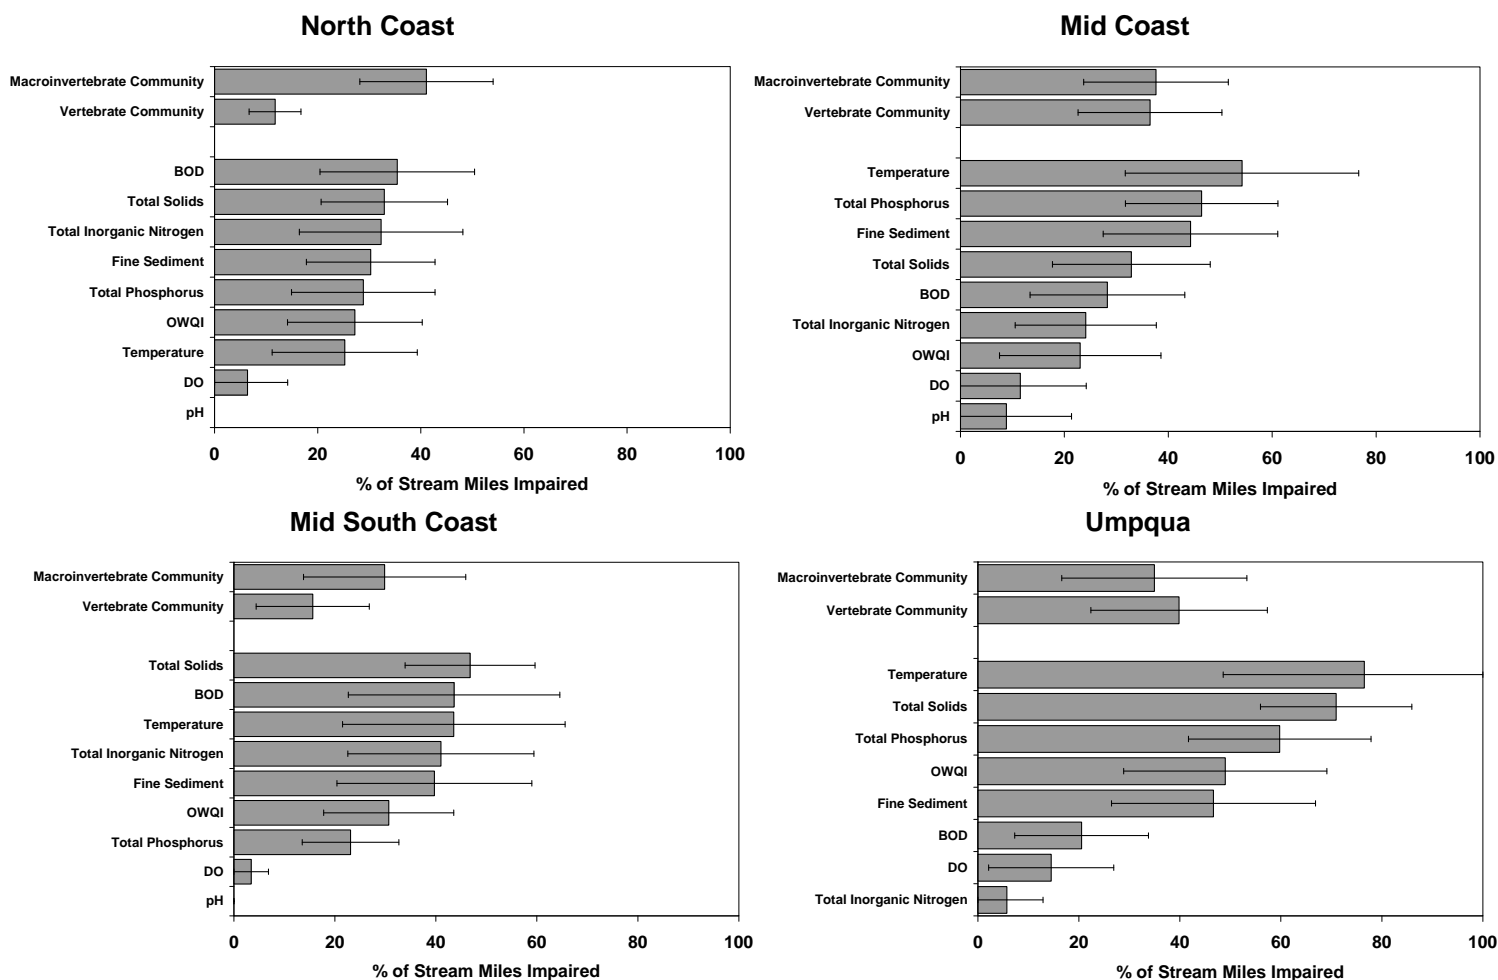 North Coast
Macroinvertebrate Community
Vertebrate Community
BOD
Total Solids
Total Inorganic Nitrogen
Fine Sediment
Total Phosphorus
OWQI
Temperature
DO
pH
0 20 40 60 80 100
% of Stream Miles Impaired
Mid Coast
Macroinvertebrate Community
Vertebrate Community
Temperature
Total Phosphorus
Fine Sediment
Total Solids
BOD
Total Inorganic Nitrogen
OWQI
DO
pH
0 20 40 60 80 100
% of Stream Miles Impaired
Mid South Coast
Macroinvertebrate Community
Vertebrate Community
Total Solids
BOD
Temperature
Total Inorganic Nitrogen
Fine Sediment
OWQI
Total Phosphorus
DO
pH
0 20 40 60 80 100
% of Stream Miles Impaired
Umpqua
Macroinvertebrate Community
Vertebrate Community
Temperature
Total Solids
Total Phosphorus
OWQI
Fine Sediment
BOD
DO
Total Inorganic Nitrogen
0 20 40 60 80 100
% of Stream Miles Impaired